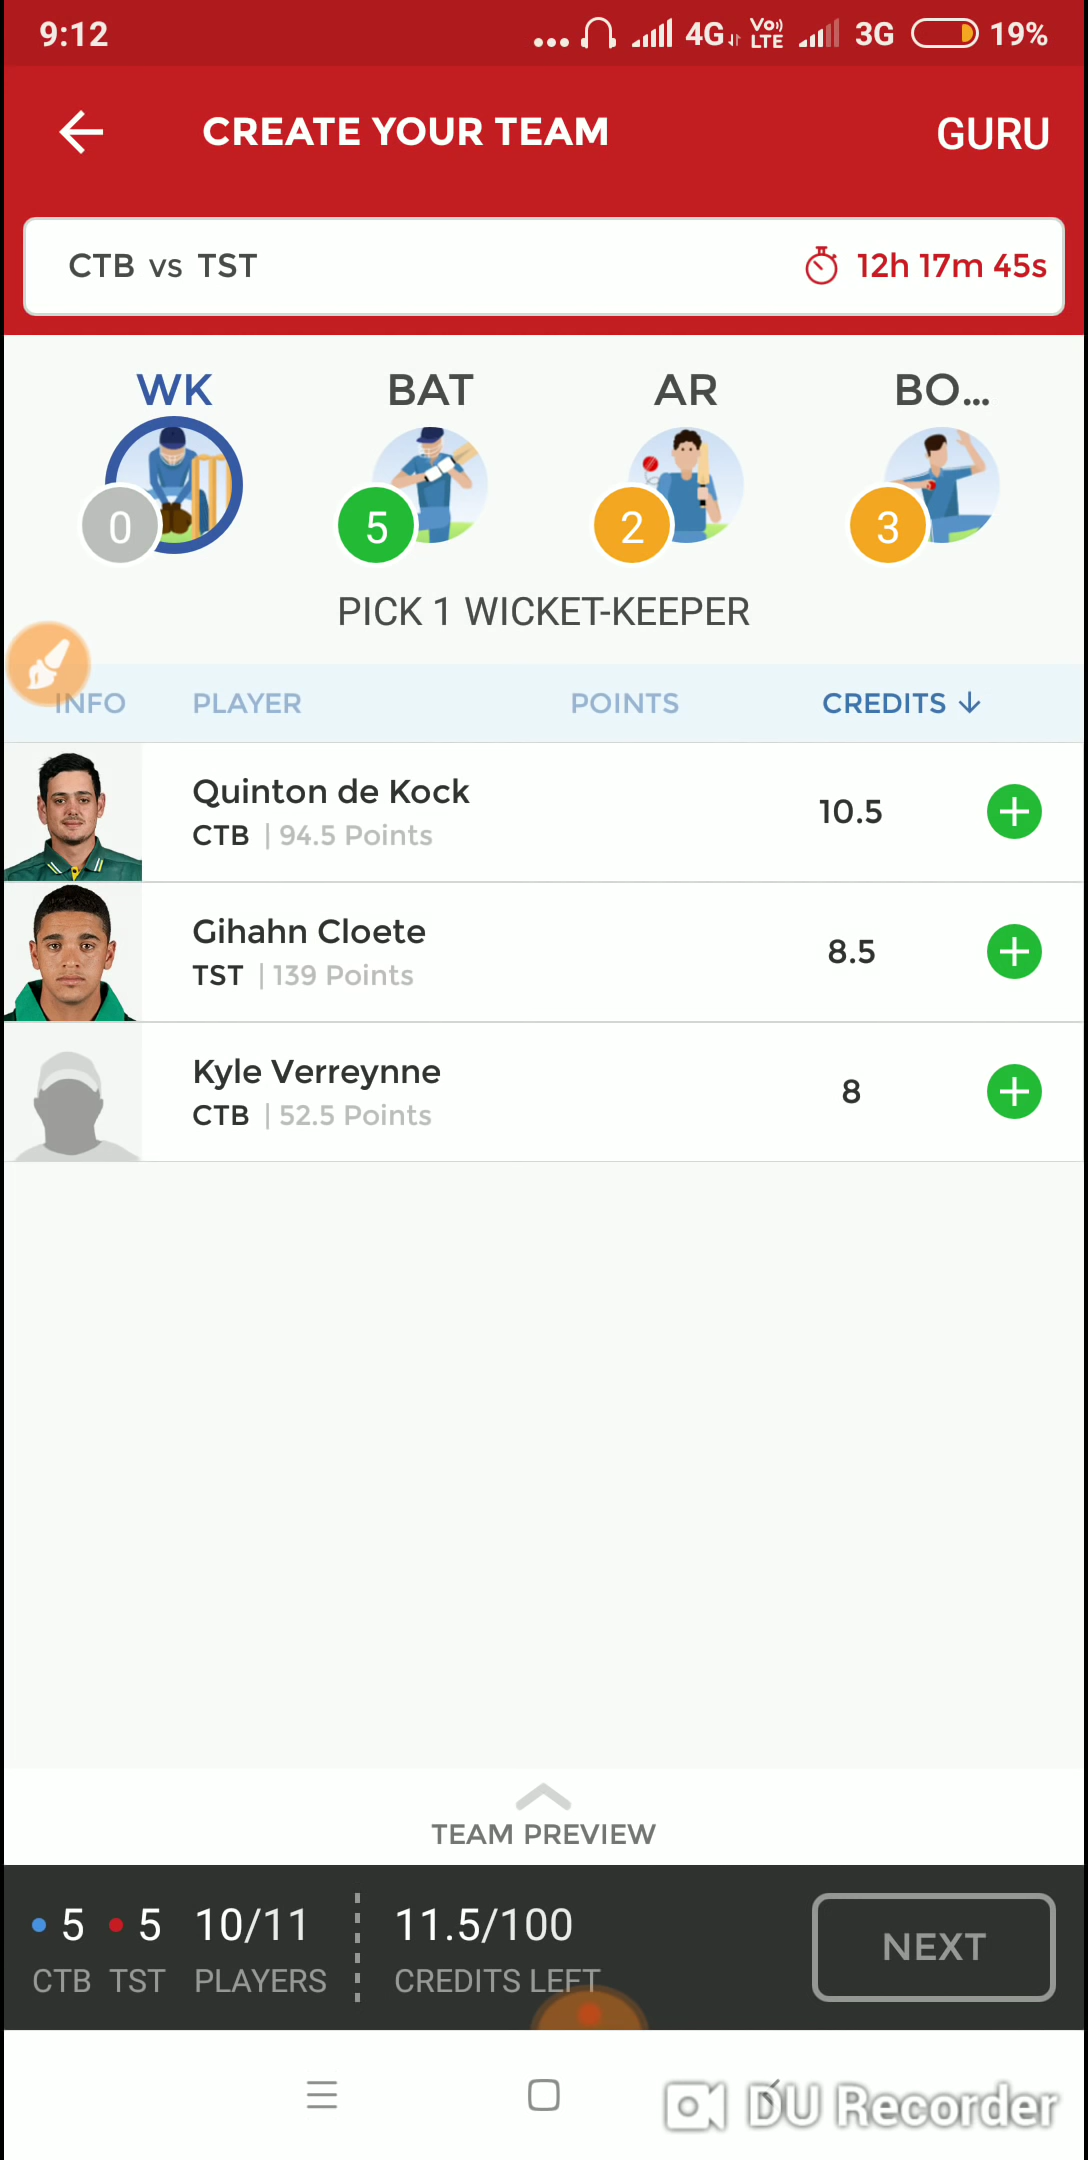 9:12 4G VoLTE 3G 19%
CREATE YOUR TEAM GURU
CTB vs TST 12h 17m 45s
WK BAT AR BO...
0 5 2 3
PICK 1 WICKET-KEEPER
INFO PLAYER POINTS CREDITS
Quinton de Kock
CTB | 94.5 Points 10.5
Gihahn Cloete
TST | 139 Points 8.5
Kyle Verreynne
CTB | 52.5 Points 8
TEAM PREVIEW
5 5 10/11 11.5/100
CTB TST PLAYERS CREDITS LEFT NEXT
DU Recorder